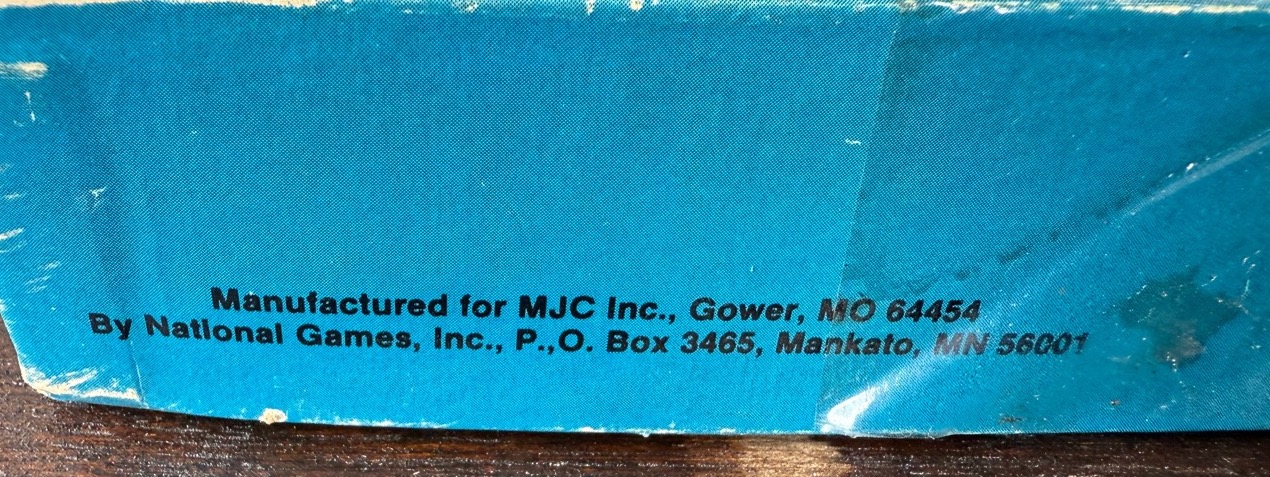 Manufactured for MJC Inc., Gower, MO 64454
By National Games, Inc., P.,O. Box 3465, Mankato, MN 56001